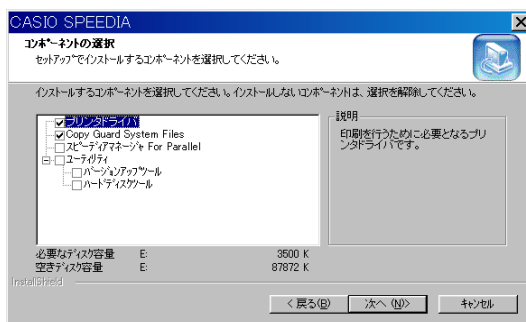 CASIO SPEEDIA
ｺﾝﾎﾟｰﾈﾝﾄの選択
ｾｯﾄｱｯﾌﾟでインストールするｺﾝﾎﾟｰﾈﾝﾄを選択してください。
インストールするｺﾝﾎﾟｰﾈﾝﾄを選択してください。インストールしないｺﾝﾎﾟｰﾈﾝﾄは、選択を解除してください。
プリンタドライバ
Copy Guard System Files
ｽﾋﾟｰﾃﾞｨｱﾏﾈｰｼﾞｬ For Parallel
ﾕｰﾃｨﾘﾃｨ
ﾊﾞｰｼﾞｮﾝｱｯﾌﾟﾂｰﾙ
ﾊｰﾄﾞﾃﾞｨｽｸﾂｰﾙ
説明
印刷を行うために必要となるプリ
ンタドライバです。
必要なﾃﾞｨｽｸ容量 E: 3500 K
空きﾃﾞｨｽｸ容量 E: 87872 K
InstallShield
< 戻る(B) 次へ (N)> ｷｬﾝｾﾙ